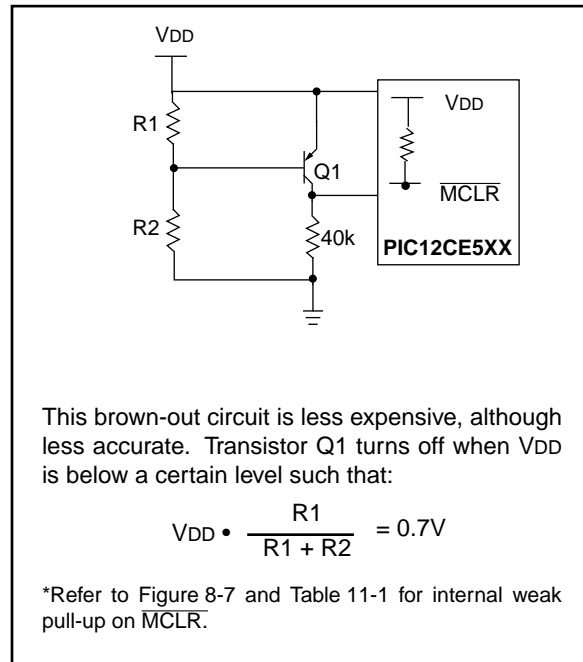 VDD
R1
VDD
Q1
MCLR
R2
40k
PIC12CE5XX
This brown-out circuit is less expensive, although
less accurate. Transistor Q1 turns off when VDD
is below a certain level such that:
VDD • R1 / R1 + R2 = 0.7V
*Refer to Figure 8-7 and Table 11-1 for internal weak
pull-up on MCLR.